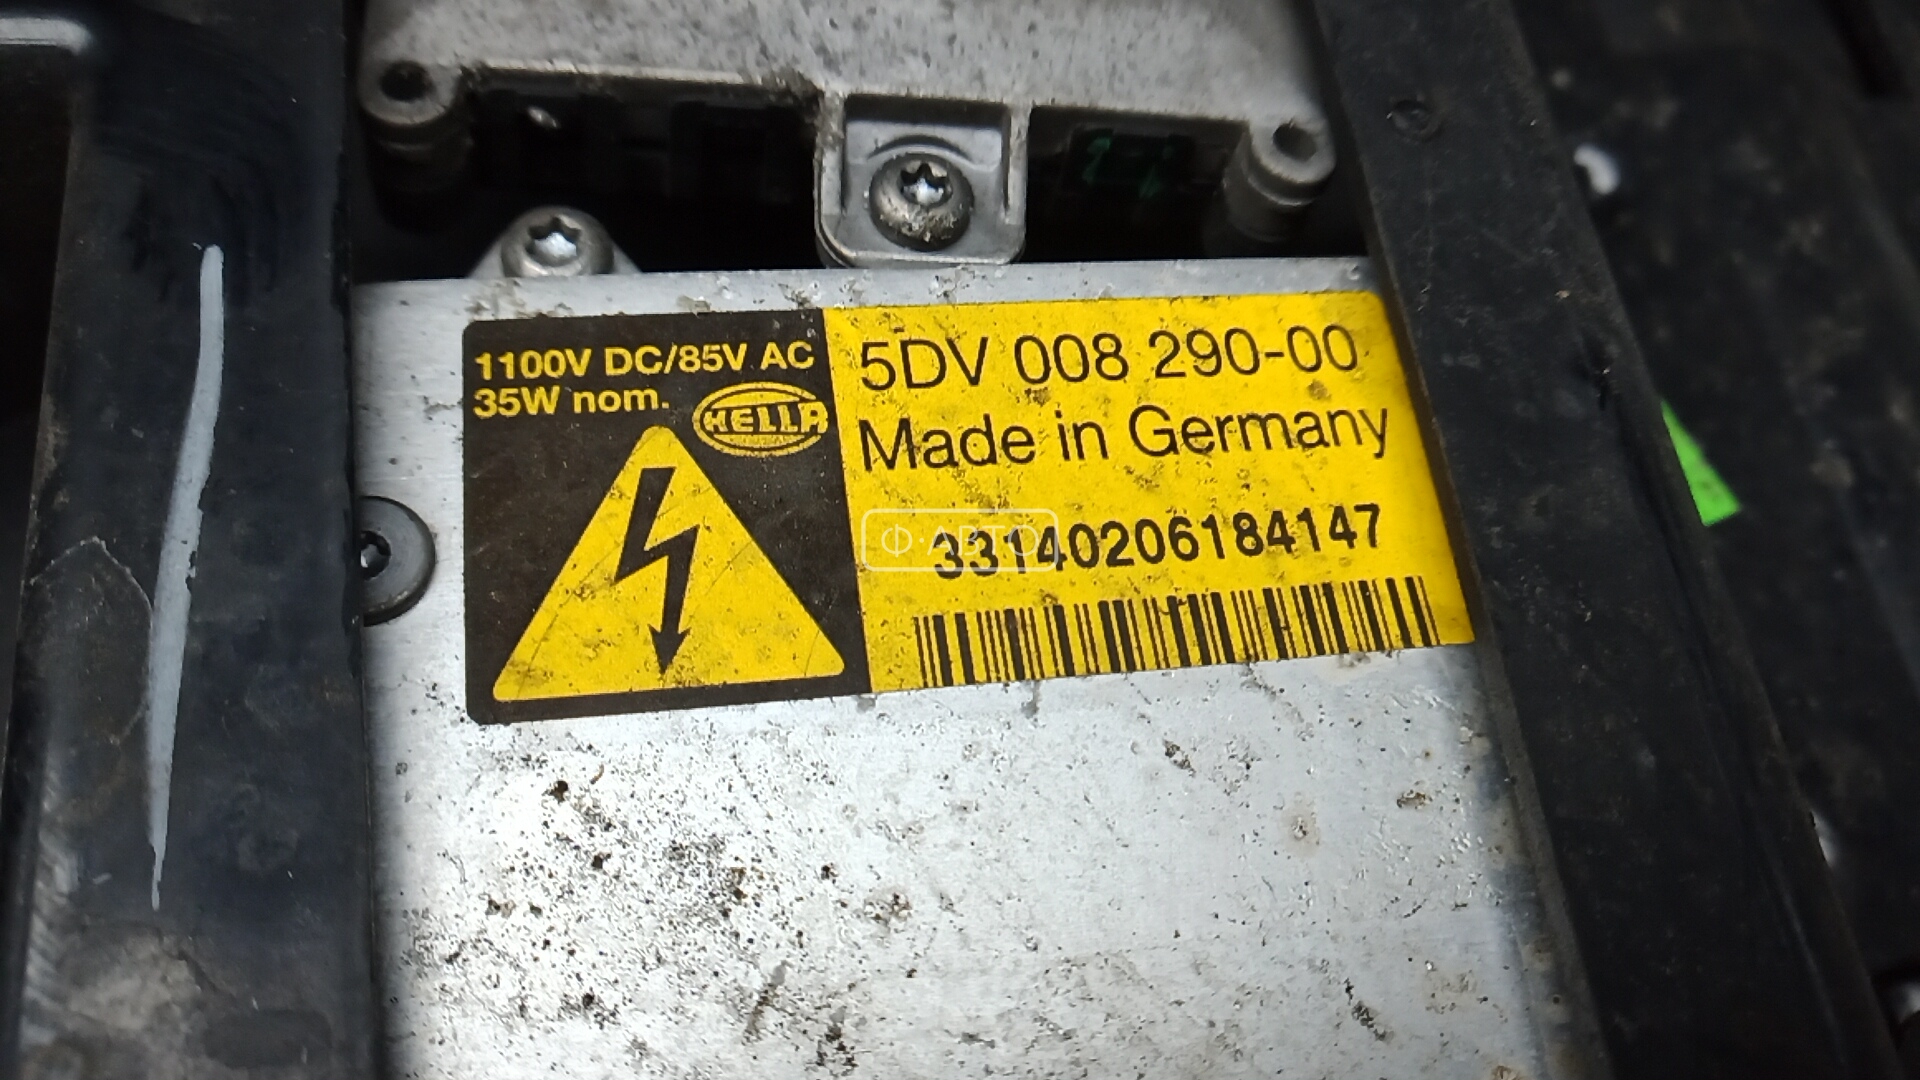 1100V DC/85V AC
35W nom.
HELLA
5DV 008 290-00
Made in Germany
33140206184147
Ф·АВТО